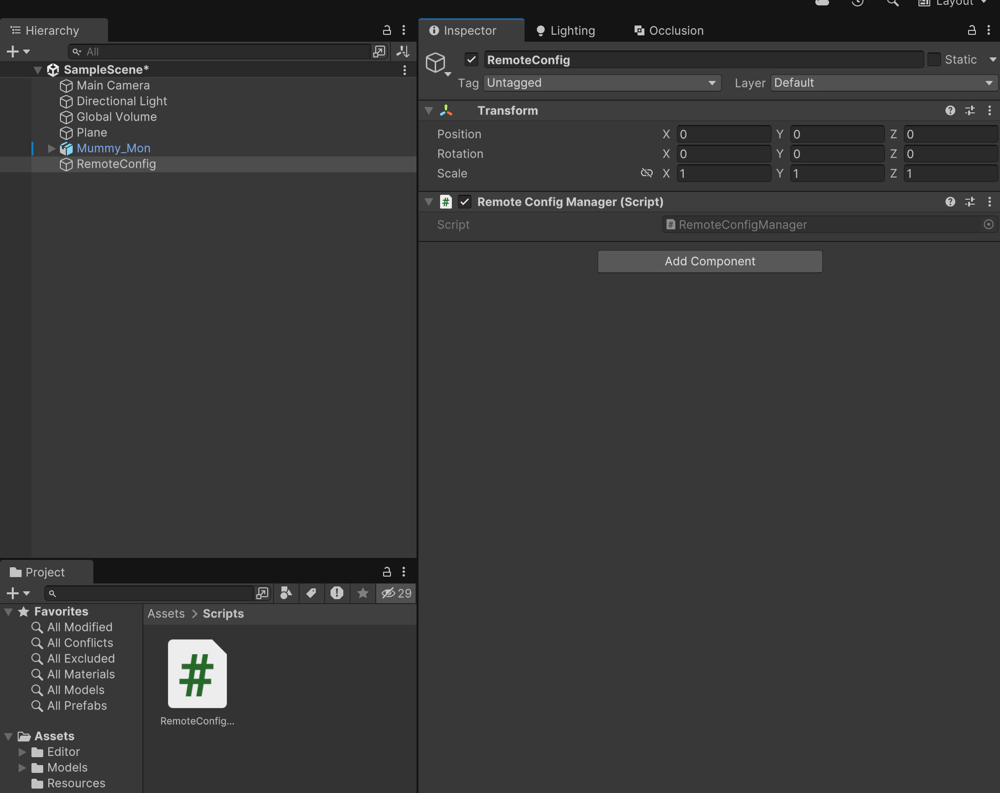 Layout
Hierarchy
All
SampleScene*
Main Camera
Directional Light
Global Volume
Plane
Mummy_Mon
RemoteConfig
Inspector
Lighting
Occlusion
RemoteConfig
Static
Tag
Untagged
Layer
Default
Transform
Position X 0 Y 0 Z 0
Rotation X 0 Y 0 Z 0
Scale X 1 Y 1 Z 1
# Remote Config Manager (Script)
Script # RemoteConfigManager
Add Component
Project
29
Favorites
All Modified
All Conflicts
All Excluded
All Materials
All Models
All Prefabs
Assets
Editor
Models
Resources
Assets > Scripts
#
RemoteConfig...